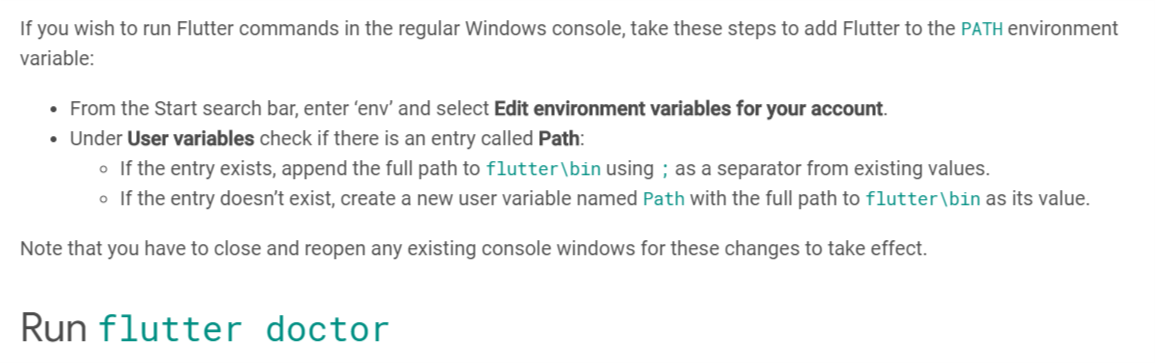 If you wish to run Flutter commands in the regular Windows console, take these steps to add Flutter to the PATH environment
variable:
• From the Start search bar, enter ‘env’ and select Edit environment variables for your account.
• Under User variables check if there is an entry called Path:
◦ If the entry exists, append the full path to flutter\bin using ; as a separator from existing values.
◦ If the entry doesn’t exist, create a new user variable named Path with the full path to flutter\bin as its value.
Note that you have to close and reopen any existing console windows for these changes to take effect.
Run flutter doctor